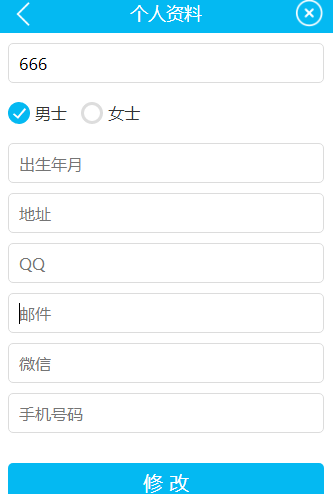 个人资料
666
男士 女士
出生年月
地址
QQ
邮件
微信
手机号码
修 改